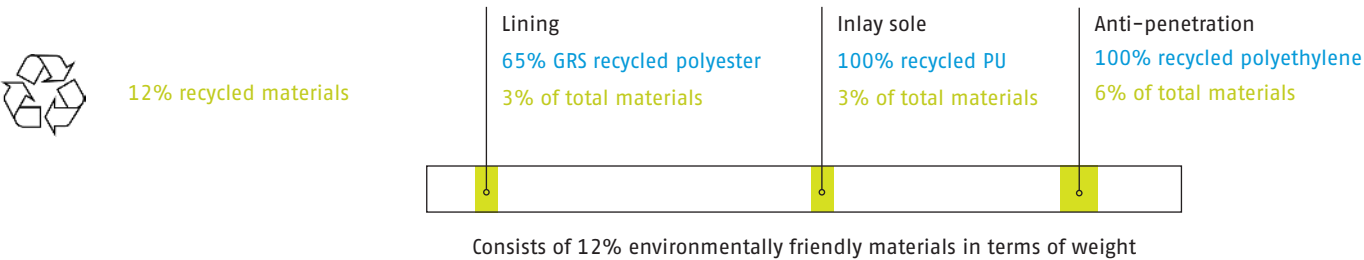 12% recycled materials
Lining
65% GRS recycled polyester
3% of total materials
Inlay sole
100% recycled PU
3% of total materials
Anti-penetration
100% recycled polyethylene
6% of total materials
Consists of 12% environmentally friendly materials in terms of weight